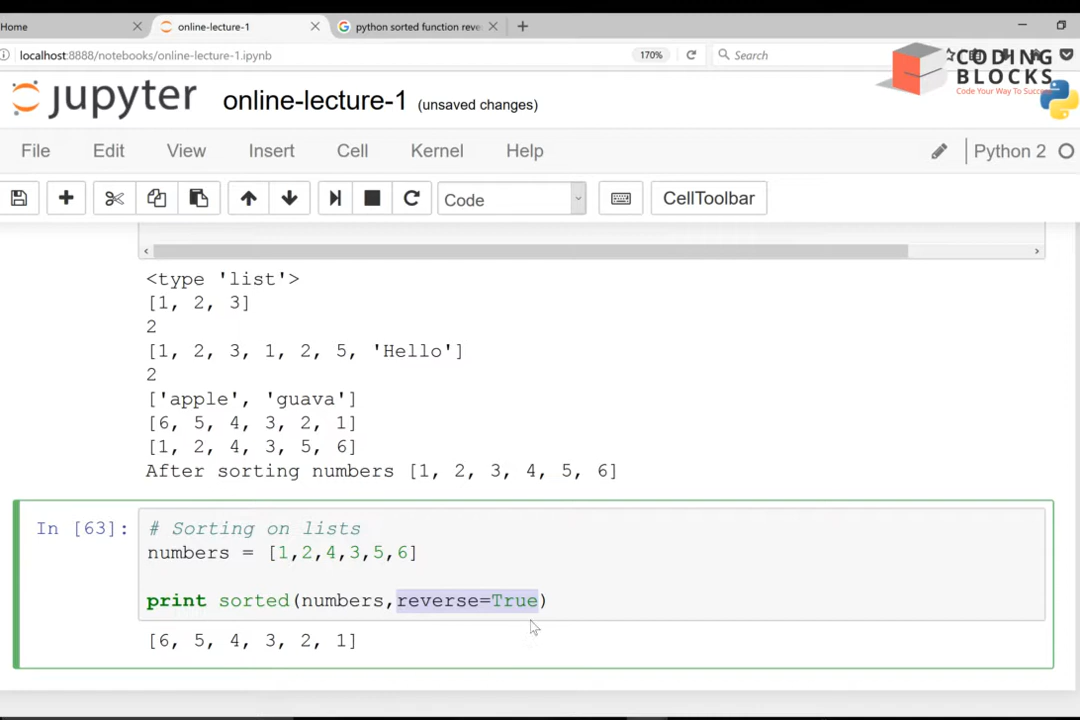 Home
online-lecture-1
python sorted function reve
localhost:8888/notebooks/online-lecture-1.ipynb
170%
Search
CODING
BLOCKS
Code Your Way To Success
jupyter
online-lecture-1 (unsaved changes)
File Edit View Insert Cell Kernel Help
Python 2
Code
CellToolbar
<type 'list'>
[1, 2, 3]
2
[1, 2, 3, 1, 2, 5, 'Hello']
2
['apple', 'guava']
[6, 5, 4, 3, 2, 1]
[1, 2, 4, 3, 5, 6]
After sorting numbers [1, 2, 3, 4, 5, 6]
In [63]:
# Sorting on lists
numbers = [1,2,4,3,5,6]
print sorted(numbers,reverse=True)
[6, 5, 4, 3, 2, 1]